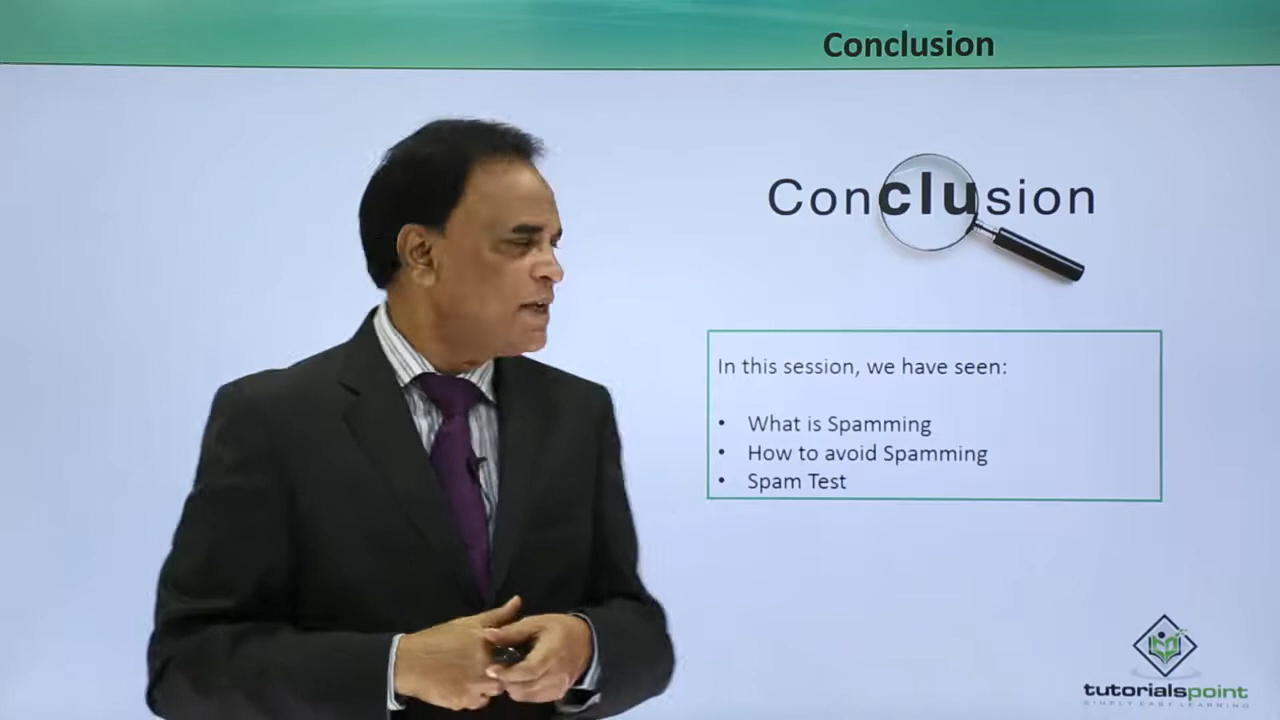 Conclusion
Conclusion
In this session, we have seen:
• What is Spamming
• How to avoid Spamming
• Spam Test
tutorialspoint
SIMPLY EASY LEARNING